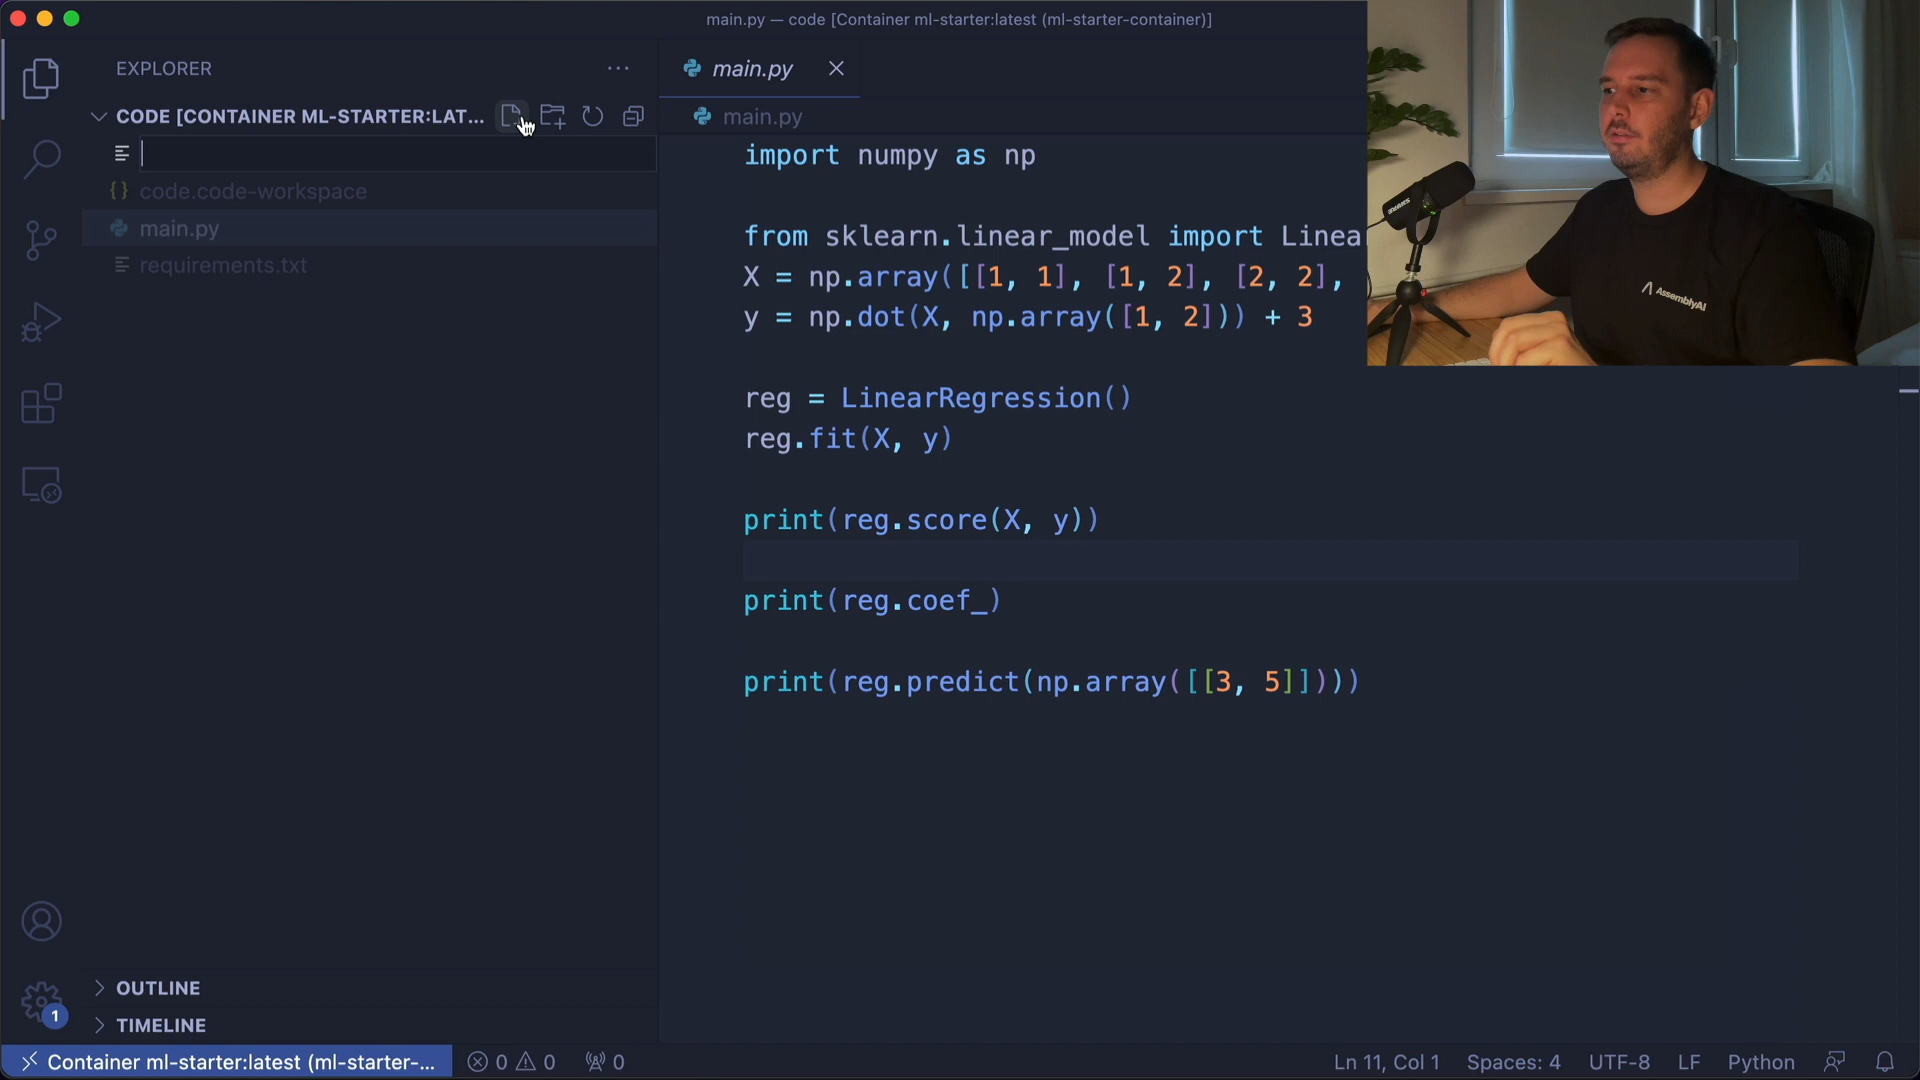 main.py — code [Container ml-starter:latest (ml-starter-container)]
EXPLORER
CODE [CONTAINER ML-STARTER:LAT...
code.code-workspace
main.py
requirements.txt
main.py
main.py
import numpy as np
from sklearn.linear_model import Linear
X = np.array([[1, 1], [1, 2], [2, 2],
y = np.dot(X, np.array([1, 2])) + 3
reg = LinearRegression()
reg.fit(X, y)
print(reg.score(X, y))
print(reg.coef_)
print(reg.predict(np.array([[3, 5]])))
AssemblyAI
OUTLINE
TIMELINE
1
Container ml-starter:latest (ml-starter-...
0
0
0
Ln 11, Col 1
Spaces: 4
UTF-8
LF
Python